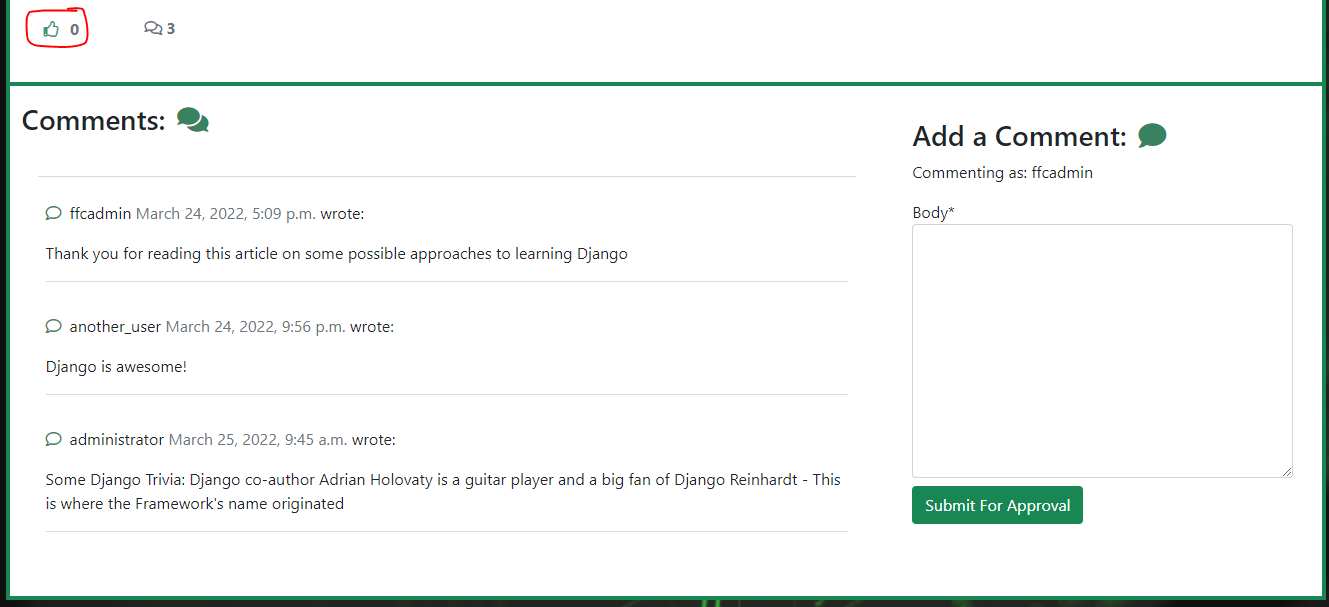 0 3
Comments:
ffcadmin March 24, 2022, 5:09 p.m. wrote:
Thank you for reading this article on some possible approaches to learning Django
another_user March 24, 2022, 9:56 p.m. wrote:
Django is awesome!
administrator March 25, 2022, 9:45 a.m. wrote:
Some Django Trivia: Django co-author Adrian Holovaty is a guitar player and a big fan of Django Reinhardt - This
is where the Framework's name originated
Add a Comment:
Commenting as: ffcadmin
Body*
Submit For Approval